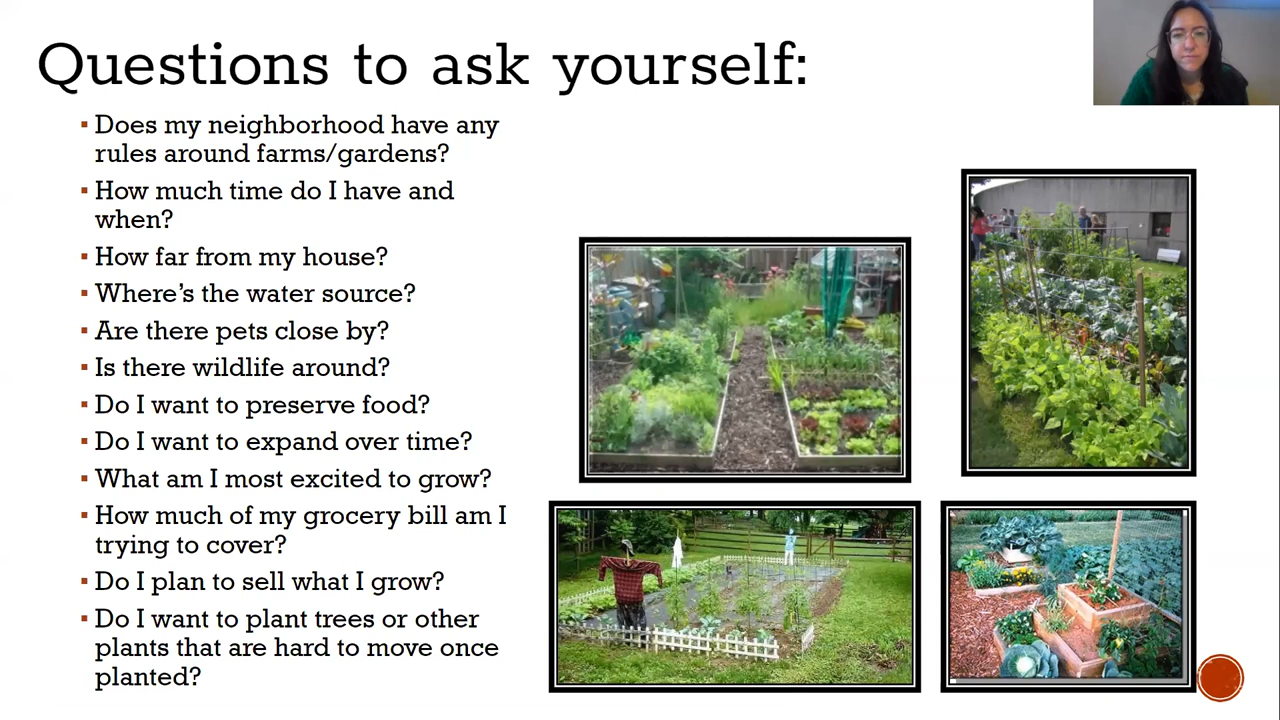 Questions to ask yourself:
Does my neighborhood have any
rules around farms/gardens?
How much time do I have and
when?
How far from my house?
Where's the water source?
Are there pets close by?
Is there wildlife around?
Do I want to preserve food?
Do I want to expand over time?
What am I most excited to grow?
How much of my grocery bill am I
trying to cover?
Do I plan to sell what I grow?
Do I want to plant trees or other
plants that are hard to move once
planted?